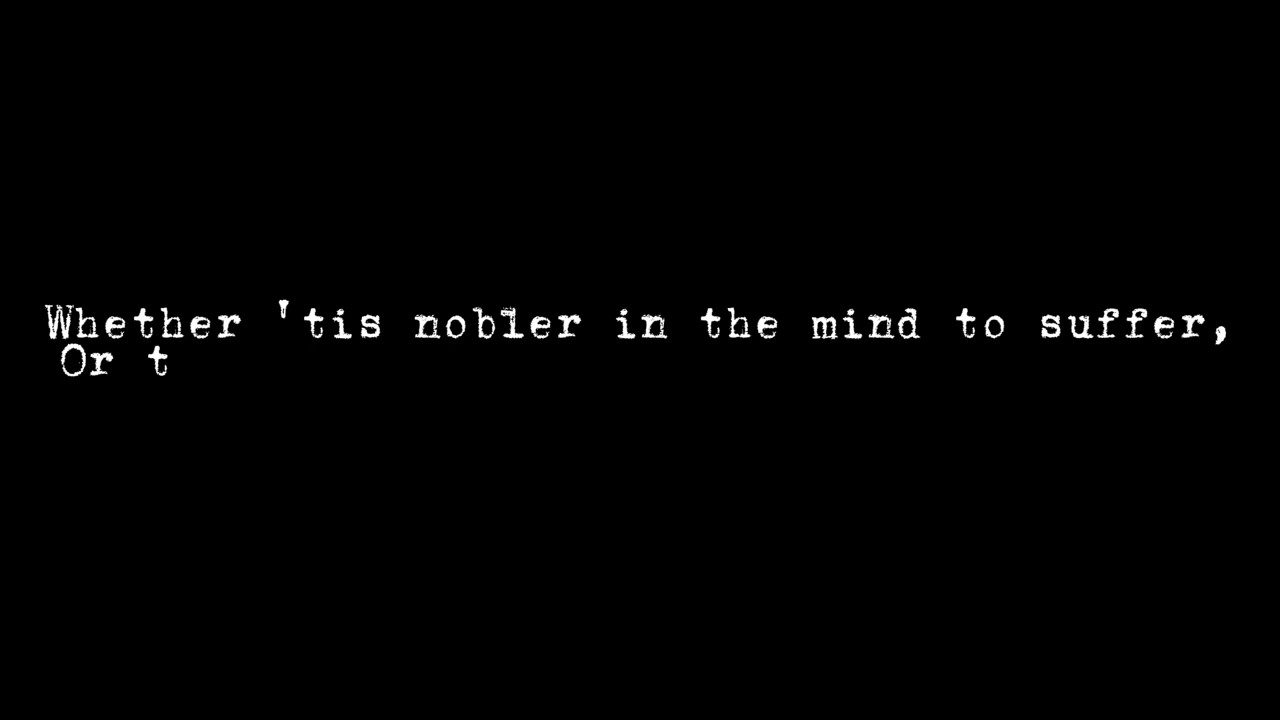 Whether 'tis nobler in the mind to suffer,
Or t